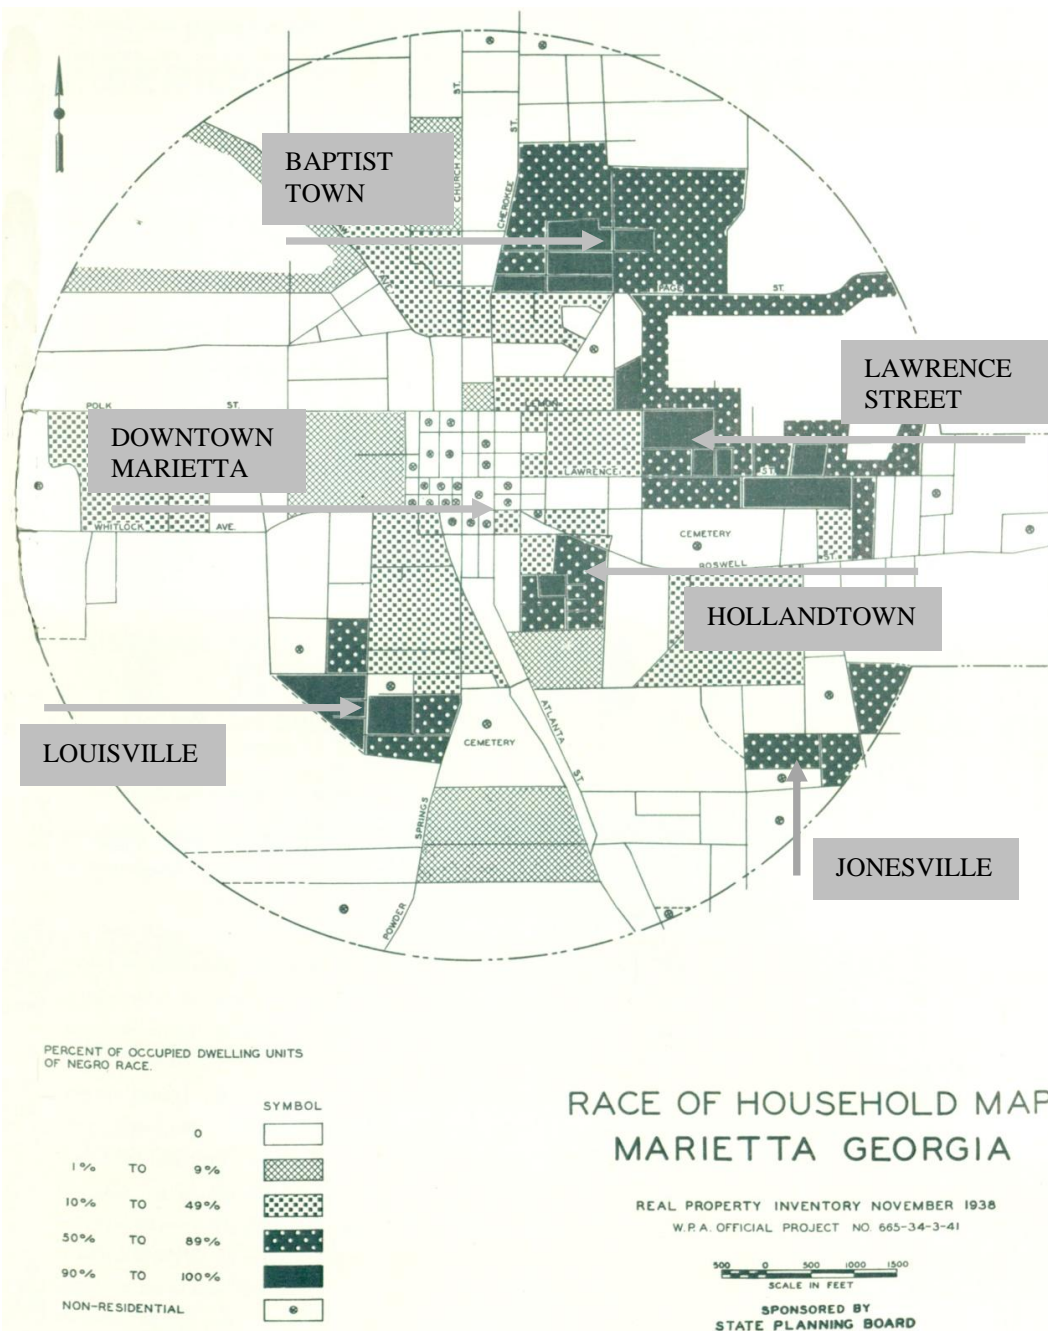 ST.
ST.
CHURCH
CHEROKEE
BAPTIST
TOWN
AVE.
PAGE
ST.
LAWRENCE
STREET
POLK
ST.
LEMON
DOWNTOWN
MARIETTA
LAWRENCE
ST.
WHITLOCK
AVE.
CEMETERY
ROSWELL
ST.
HOLLANDTOWN
LOUISVILLE
ATLANTA
ST.
CEMETERY
SPRINGS
POWDER
JONESVILLE
PERCENT OF OCCUPIED DWELLING UNITS
OF NEGRO RACE.
SYMBOL
0
1% TO 9%
10% TO 49%
50% TO 89%
90% TO 100%
NON-RESIDENTIAL
RACE OF HOUSEHOLD MAP
MARIETTA GEORGIA
REAL PROPERTY INVENTORY NOVEMBER 1938
W.P.A. OFFICIAL PROJECT NO. 665-34-3-41
500 0 500 1000 1500
SCALE IN FEET
SPONSORED BY
STATE PLANNING BOARD